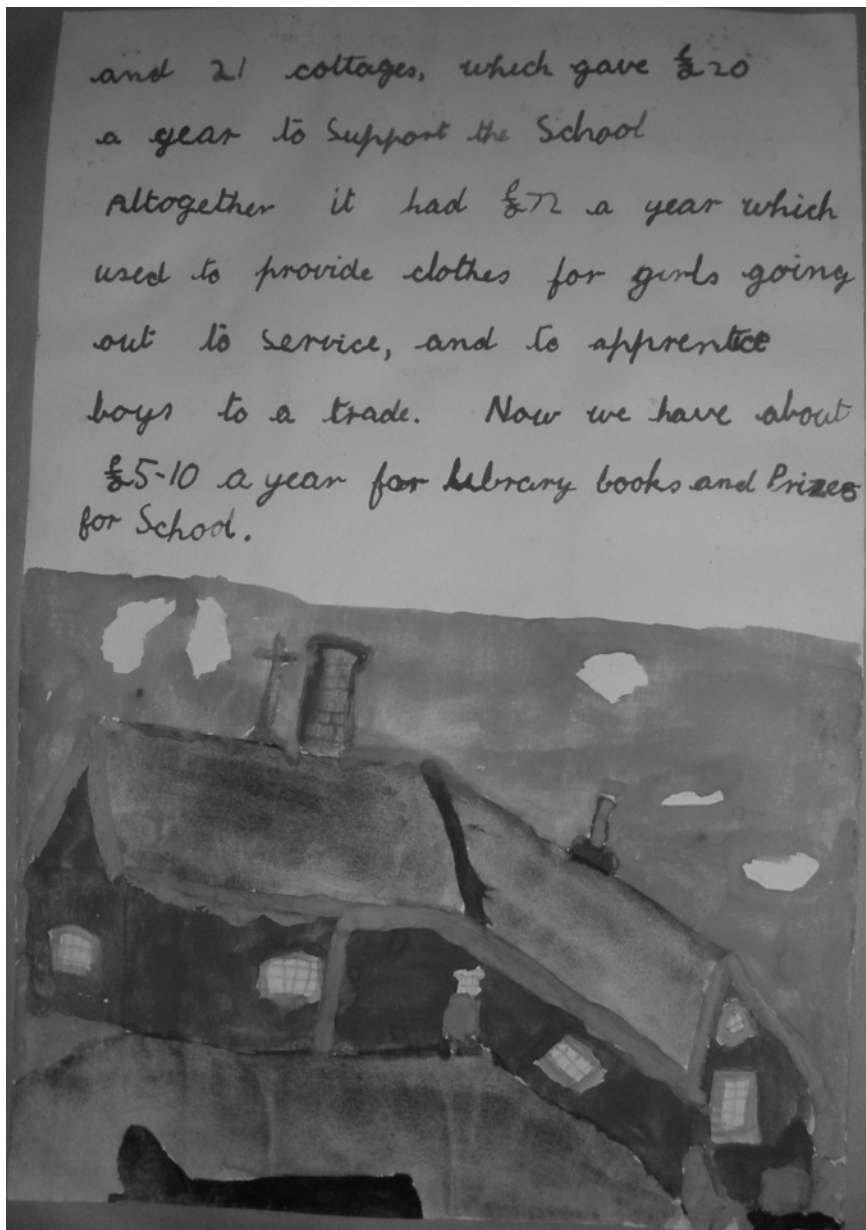 and 21 cottages, which gave £20
a year to Support the School
Altogether it had £72 a year which
used to provide clothes for girls going
out to service, and to apprentice
boys to a trade. Now we have about
£5-10 a year for Library books and Prizes
for School.